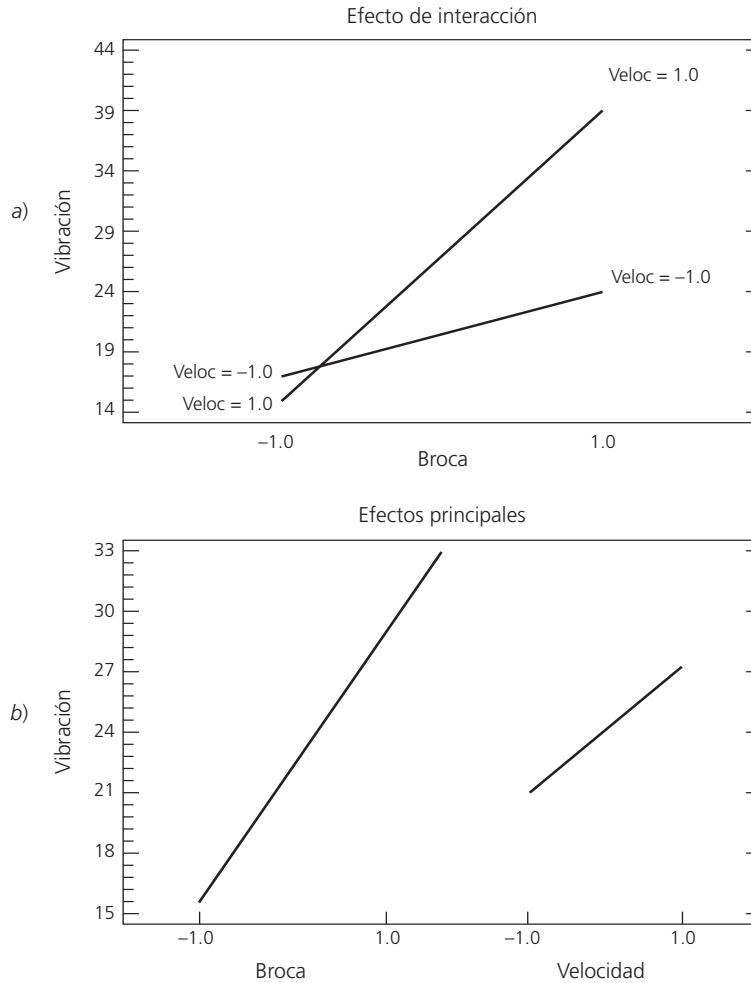 Efecto de interacción
44
Veloc = 1.0
39
34
a)
Vibración
29
Veloc = –1.0
24
19
Veloc = –1.0
Veloc = 1.0
14
–1.0
1.0
Broca
Efectos principales
33
30
27
b)
Vibración
24
21
18
15
–1.0
1.0
–1.0
1.0
Broca
Velocidad